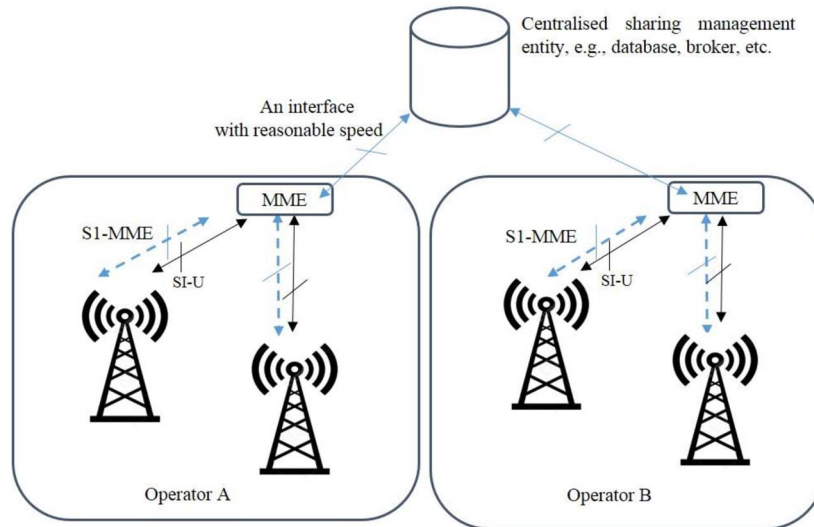 Centralised sharing management
entity, e.g., database, broker, etc.
An interface
with reasonable speed
MME
MME
S1-MME
S1-MME
SI-U
SI-U
Operator A
Operator B